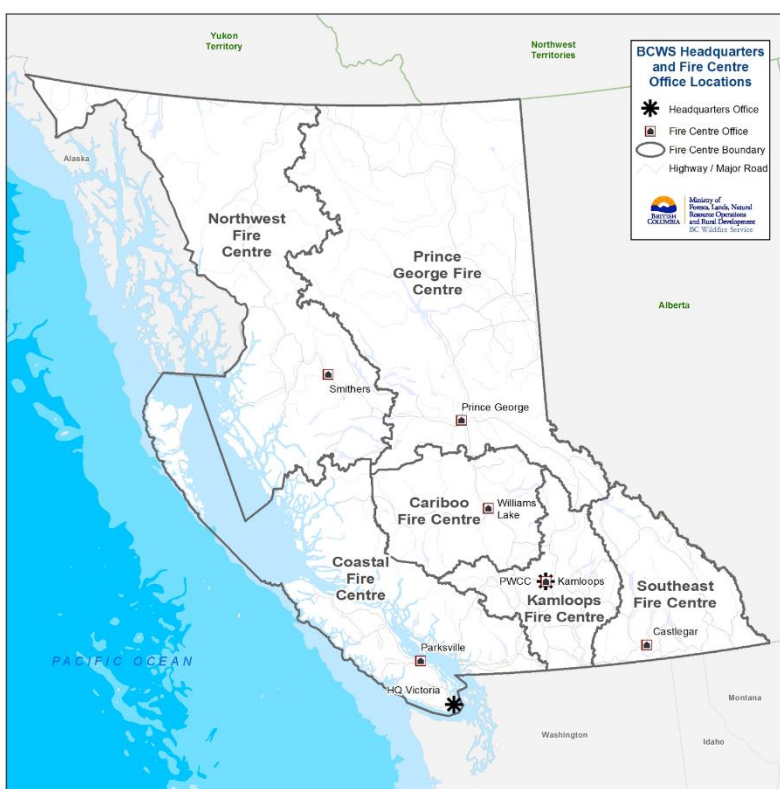 Yukon
Territory
Northwest
Territories
BCWS Headquarters
and Fire Centre
Office Locations
Headquarters Office
Fire Centre Office
Fire Centre Boundary
Highway / Major Road
BRITISH
COLUMBIA
Ministry of
Forests, Lands, Natural
Resource Operations
and Rural Development
BC Wildfire Service
Alaska
Northwest
Fire
Centre
Prince
George Fire
Centre
Alberta
Smithers
Prince George
Cariboo
Fire Centre
Williams
Lake
Coastal
Fire
Centre
PWCC
Kamloops
Kamloops
Fire Centre
Southeast
Fire Centre
Castlegar
Parksville
PACIFIC OCEAN
HQ Victoria
Montana
Washington
Idaho